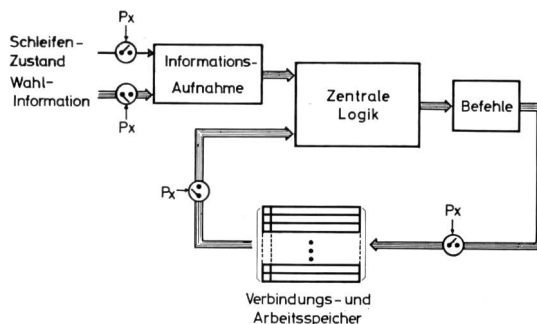 Px
Schleifen-
Zustand
Wahl-
Information
Px
Informations-
Aufnahme
Zentrale
Logik
Befehle
Px
Px
Verbindungs- und
Arbeitsspeicher